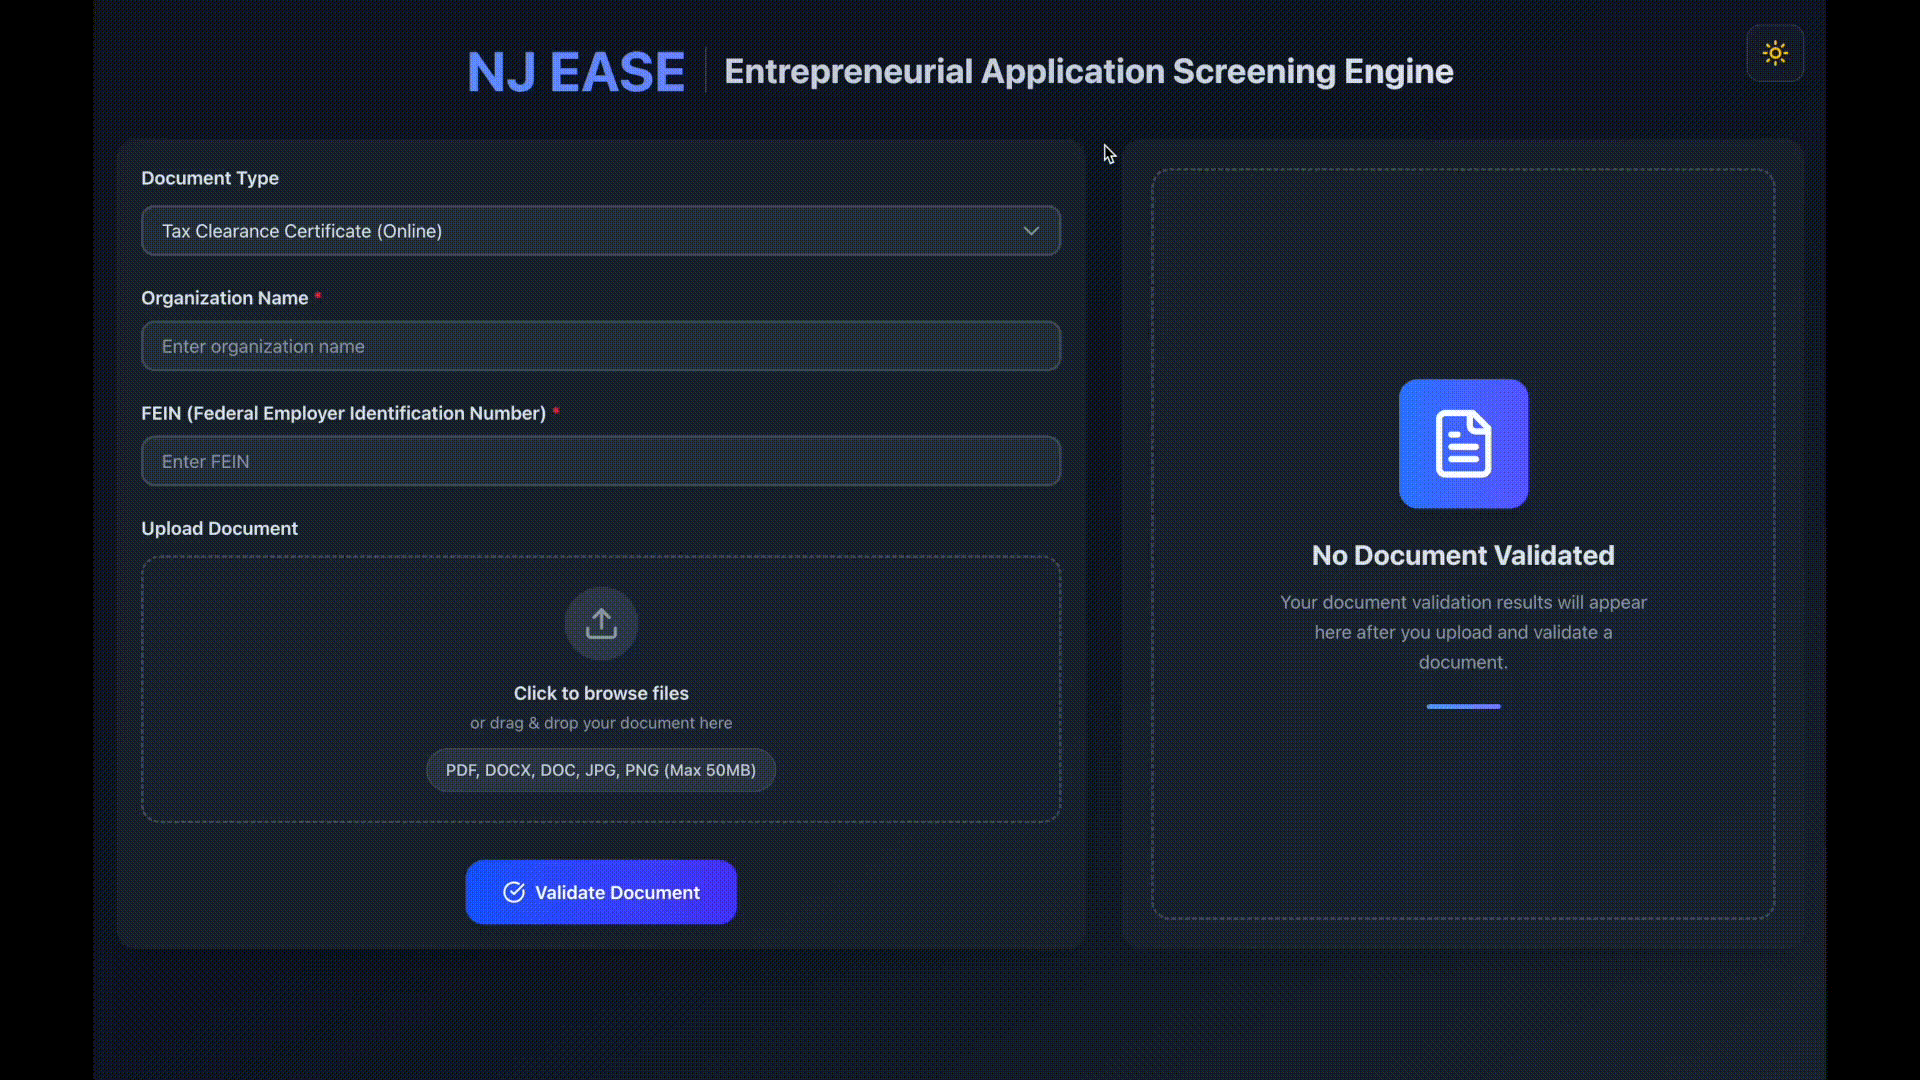 NJ EASE
Entrepreneurial Application Screening Engine
Document Type
Tax Clearance Certificate (Online)
Organization Name *
Enter organization name
FEIN (Federal Employer Identification Number) *
Enter FEIN
Upload Document
Click to browse files
or drag & drop your document here
PDF, DOCX, DOC, JPG, PNG (Max 50MB)
Validate Document
No Document Validated
Your document validation results will appear
here after you upload and validate a
document.